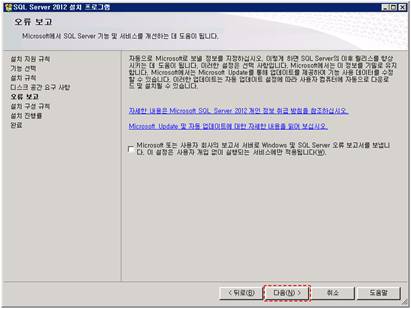 SQL Server 2012 설치 프로그램
오류 보고
Microsoft에서 SQL Server 기능 및 서비스를 개선하는 데 도움이 됩니다.
설치 지원 규칙
기능 선택
설치 규칙
디스크 공간 요구 사항
오류 보고
설치 구성 규칙
설치 진행률
완료
자동으로 Microsoft로 보낼 정보를 지정하십시오. 이렇게 하면 SQL Server의 이후 릴리스를 향상
시키는 데 도움이 됩니다. 이러한 설정은 선택 사항입니다. Microsoft에서는 이 정보를 기밀로 유지
합니다. Microsoft에서는 Microsoft Update를 통해 업데이트를 제공하여 기능 사용 데이터를 수정
할 수 있습니다. 이러한 업데이트는 자동 업데이트 설정에 따라 사용자 컴퓨터에 자동으로 다운로
드 및 설치될 수 있습니다.
자세한 내용은 Microsoft SQL Server 2012 개인 정보 취급 방침을 참조하십시오.
Microsoft Update 및 자동 업데이트에 대한 자세한 내용을 읽어 보십시오.
Microsoft 또는 사용자 회사의 보고서 서버로 Windows 및 SQL Server 오류 보고서를 보냅니
다. 이 설정은 사용자 개입 없이 실행되는 서비스에만 적용됩니다(W).
< 뒤로(B) 다음(N) > 취소 도움말